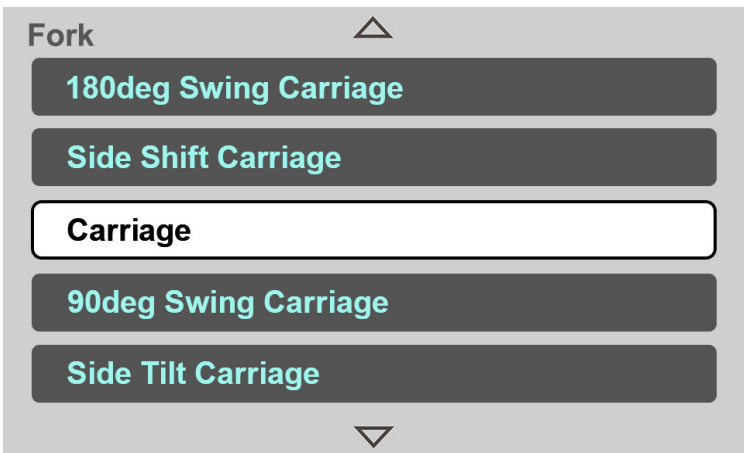 Fork
180deg Swing Carriage
Side Shift Carriage
Carriage
90deg Swing Carriage
Side Tilt Carriage